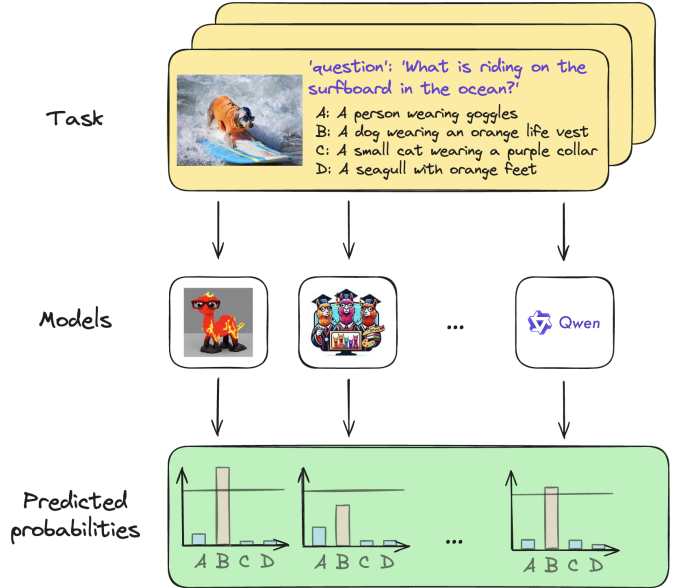 Task
'question': 'What is riding on the
surfboard in the ocean?'
A: A person wearing goggles
B: A dog wearing an orange life vest
C: A small cat wearing a purple collar
D: A seagull with orange feet
Models
...
Qwen
Predicted
probabilities
A B C D
A B C D
...
A B C D